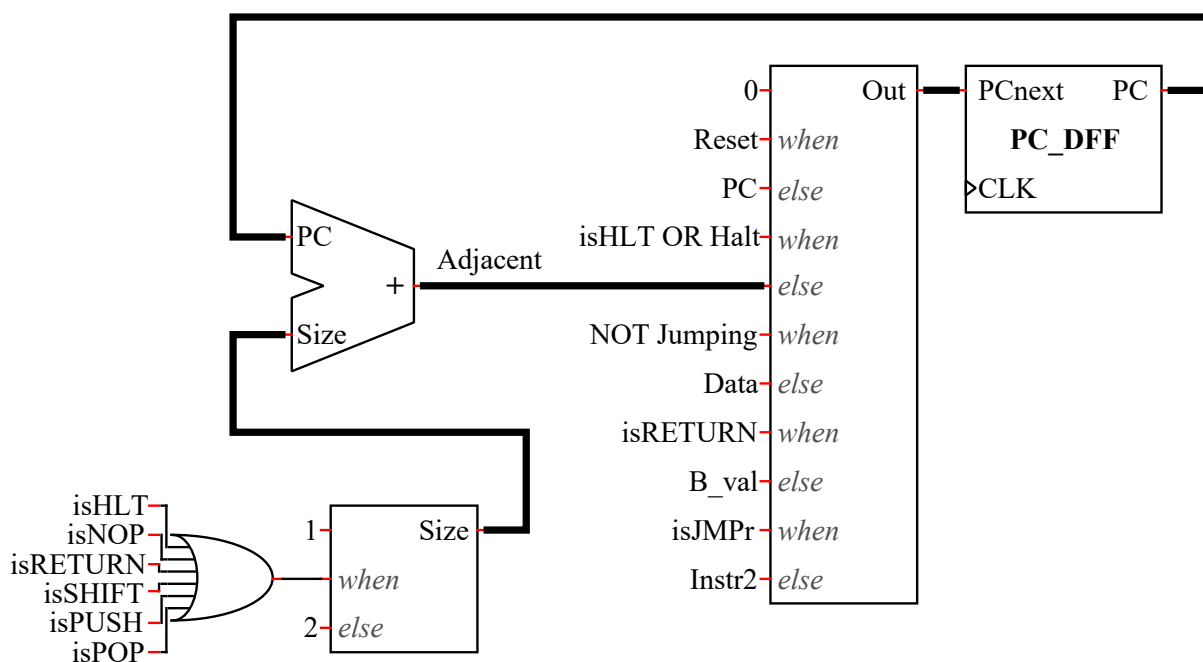 0
Out
Reset
when
PC
else
isHLT OR Halt
when
else
NOT Jumping
when
Data
else
isRETURN
when
B_val
else
isJMPr
when
Instr2
else
PCnext PC
PC_DFF
CLK
PC
+
Size
Adjacent
isHLT
isNOP
isRETURN
isSHIFT
isPUSH
isPOP
1
Size
when
2
else